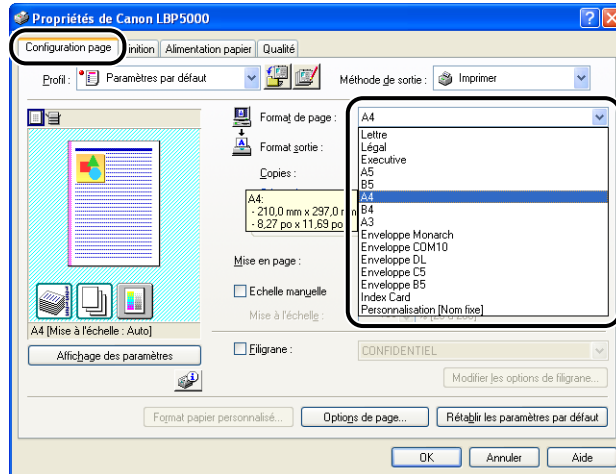 Propriétés de Canon LBP5000
Configuration page
inition
Alimentation papier
Qualité
Profil :
Paramètres par défaut
Méthode de sortie :
Imprimer
Format de page :
A4
Format sortie :
Copies :
Lettre
Légal
Executive
A5
B5
A4
B4
A3
Enveloppe Monarch
Enveloppe COM10
Enveloppe DL
Enveloppe C5
Enveloppe B5
Index Card
Personnalisation [Nom fixe]
A4:
- 210,0 mm x 297,0 m
- 8,27 po x 11,69 po
Mise en page :
Echelle manuelle
Mise à l'échelle :
A4 [Mise à l'échelle : Auto]
Affichage des paramètres
Filigrane :
CONFIDENTIEL
Modifier les options de filigrane...
Format papier personnalisé...
Options de page...
Rétablir les paramètres par défaut
OK
Annuler
Aide